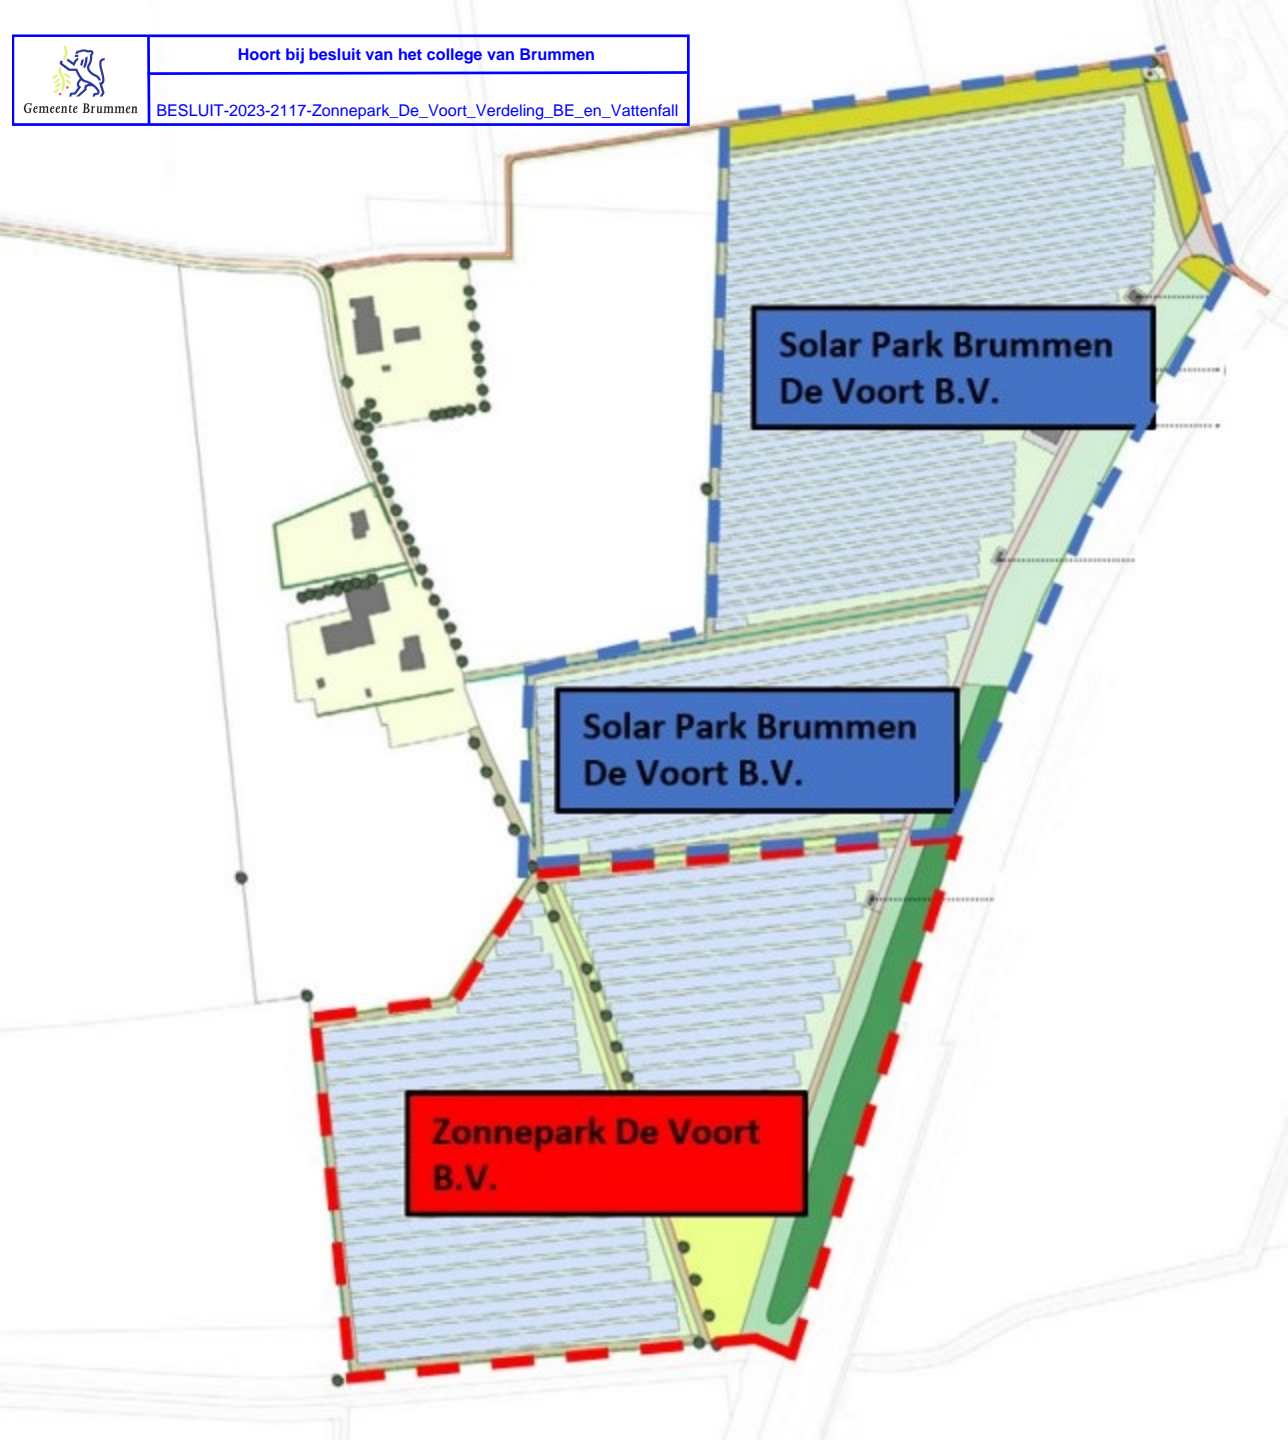 Gemeente Brummen
Hoort bij besluit van het college van Brummen
BESLUIT-2023-2117-Zonnepark_De_Voort_Verdeling_BE_en_Vattenfall
Solar Park Brummen
De Voort B.V.
Solar Park Brummen
De Voort B.V.
Zonnepark De Voort
B.V.